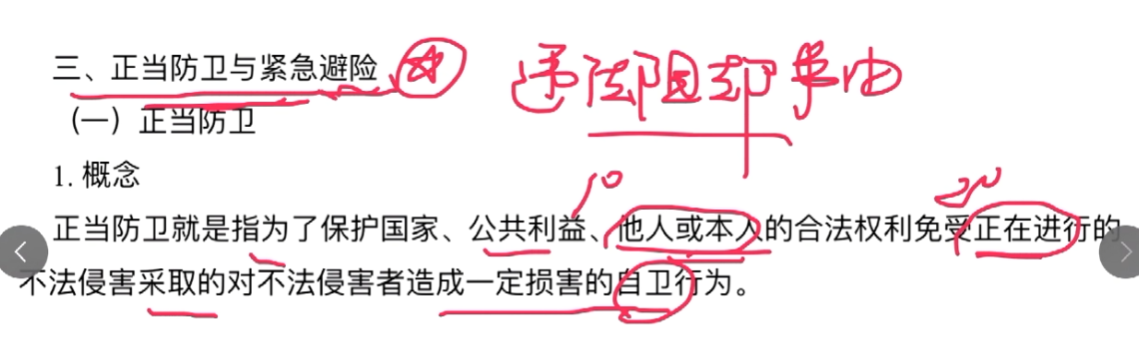 三、正当防卫与紧急避险 违法阻却事由
（一）正当防卫
1. 概念
10 20
正当防卫就是指为了保护国家、公共利益、他人或本人的合法权利免受正在进行的
不法侵害采取的对不法侵害者造成一定损害的自卫行为。